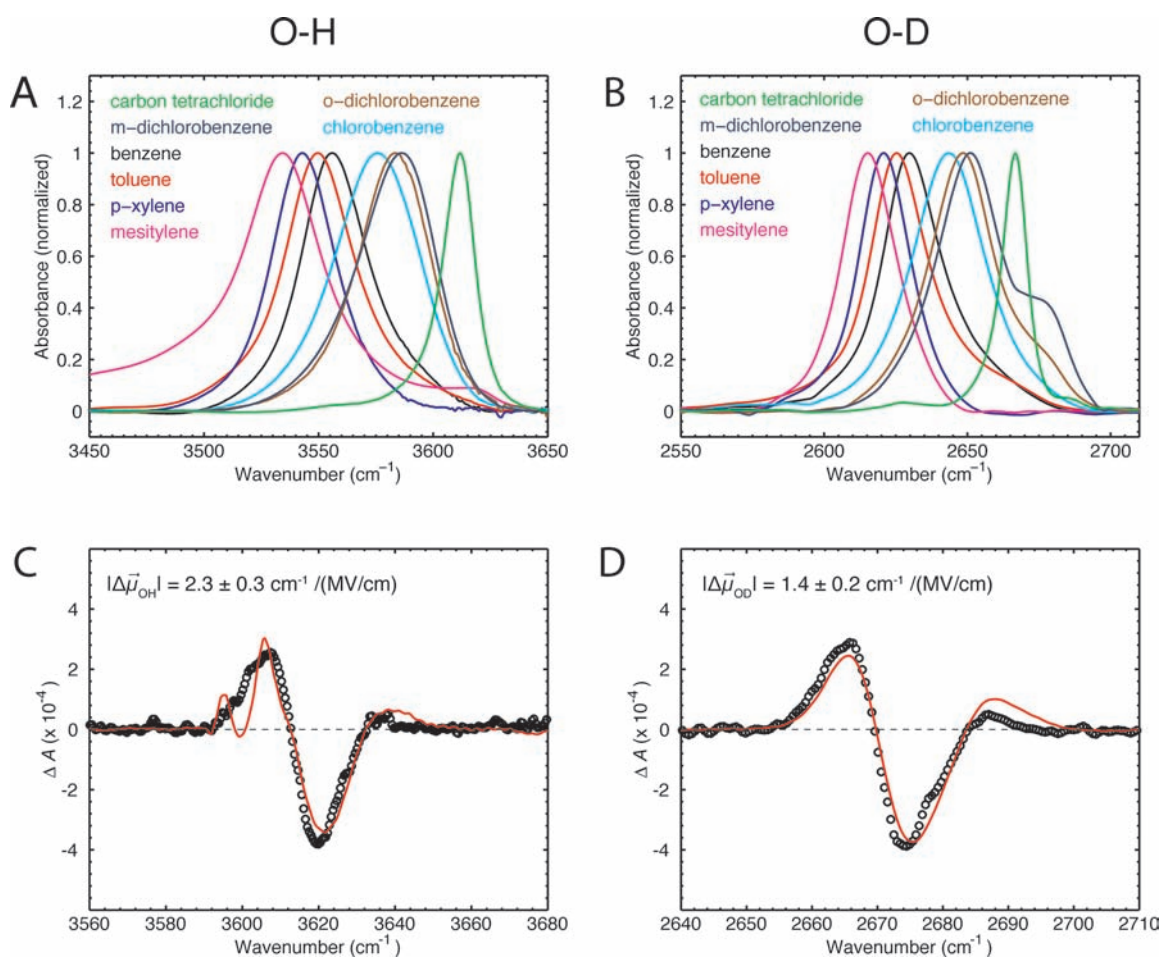 O-H
O-D
A
carbon tetrachloride
o-dichlorobenzene
m-dichlorobenzene
chlorobenzene
benzene
toluene
p-xylene
mesitylene
Absorbance (normalized)
1.2
1
0.8
0.6
0.4
0.2
0
3450 3500 3550 3600 3650
Wavenumber (cm⁻¹)
B
carbon tetrachloride
o-dichlorobenzene
m-dichlorobenzene
chlorobenzene
benzene
toluene
p-xylene
mesitylene
Absorbance (normalized)
1.2
1
0.8
0.6
0.4
0.2
0
2550 2600 2650 2700
Wavenumber (cm⁻¹)
C
|Δμ⃗OH| = 2.3 ± 0.3 cm⁻¹ /(MV/cm)
Δ A (x 10⁻⁴)
4
2
0
-2
-4
3560 3580 3600 3620 3640 3660 3680
Wavenumber (cm⁻¹)
D
|Δμ⃗OD| = 1.4 ± 0.2 cm⁻¹ /(MV/cm)
Δ A (x 10⁻⁴)
4
2
0
-2
-4
2640 2650 2660 2670 2680 2690 2700 2710
Wavenumber (cm⁻¹)